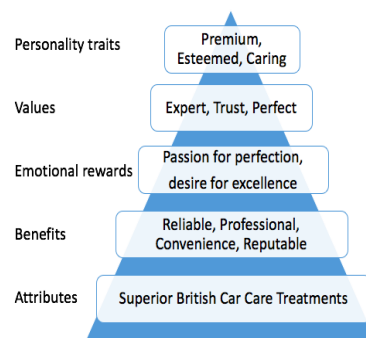 Personality traits
Premium,
Esteemed, Caring
Values
Expert, Trust, Perfect
Emotional rewards
Passion for perfection,
desire for excellence
Benefits
Reliable, Professional,
Convenience, Reputable
Attributes
Superior British Car Care Treatments